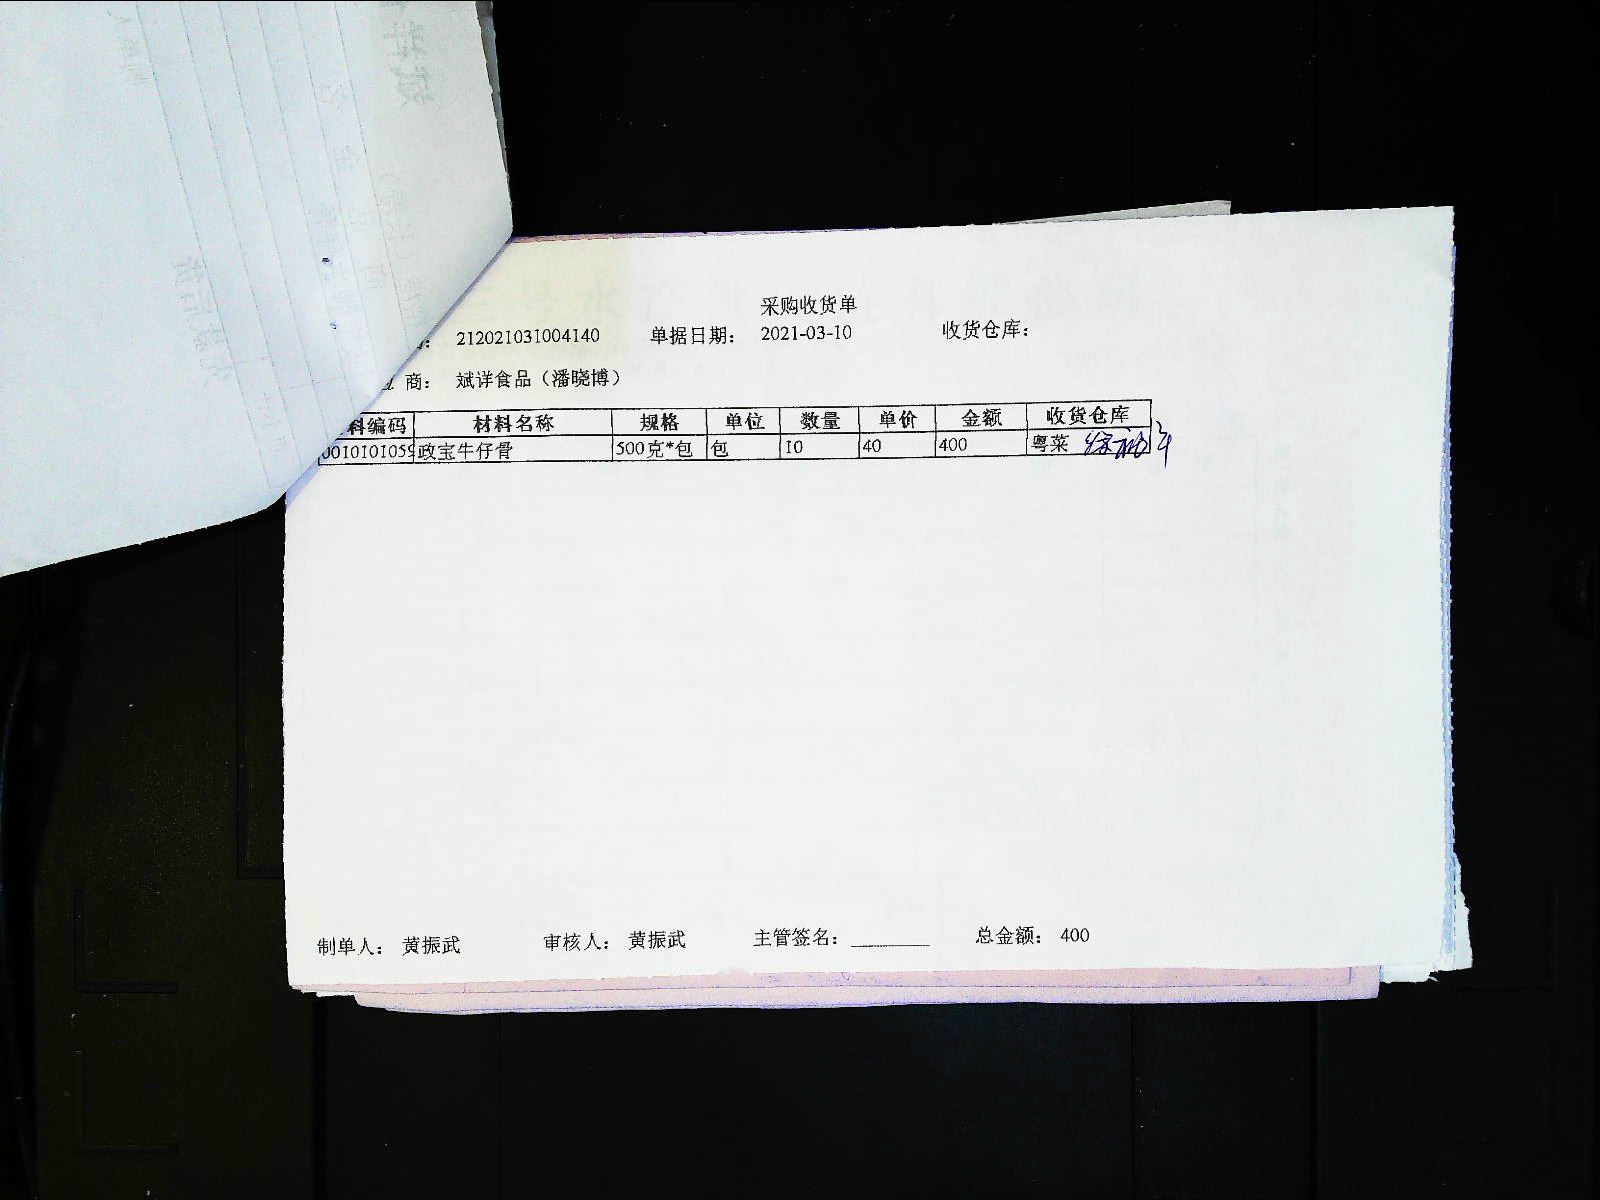 采购收货单
212021031004140 单据日期： 2021-03-10 收货仓库：
商： 斌详食品（潘晓博）
料编码 材料名称 规格 单位 数量 单价 金额 收货仓库
0010101059 政宝牛仔骨 500克*包 包 10 40 400 粤菜
制单人： 黄振武 审核人： 黄振武 主管签名： 总金额： 400